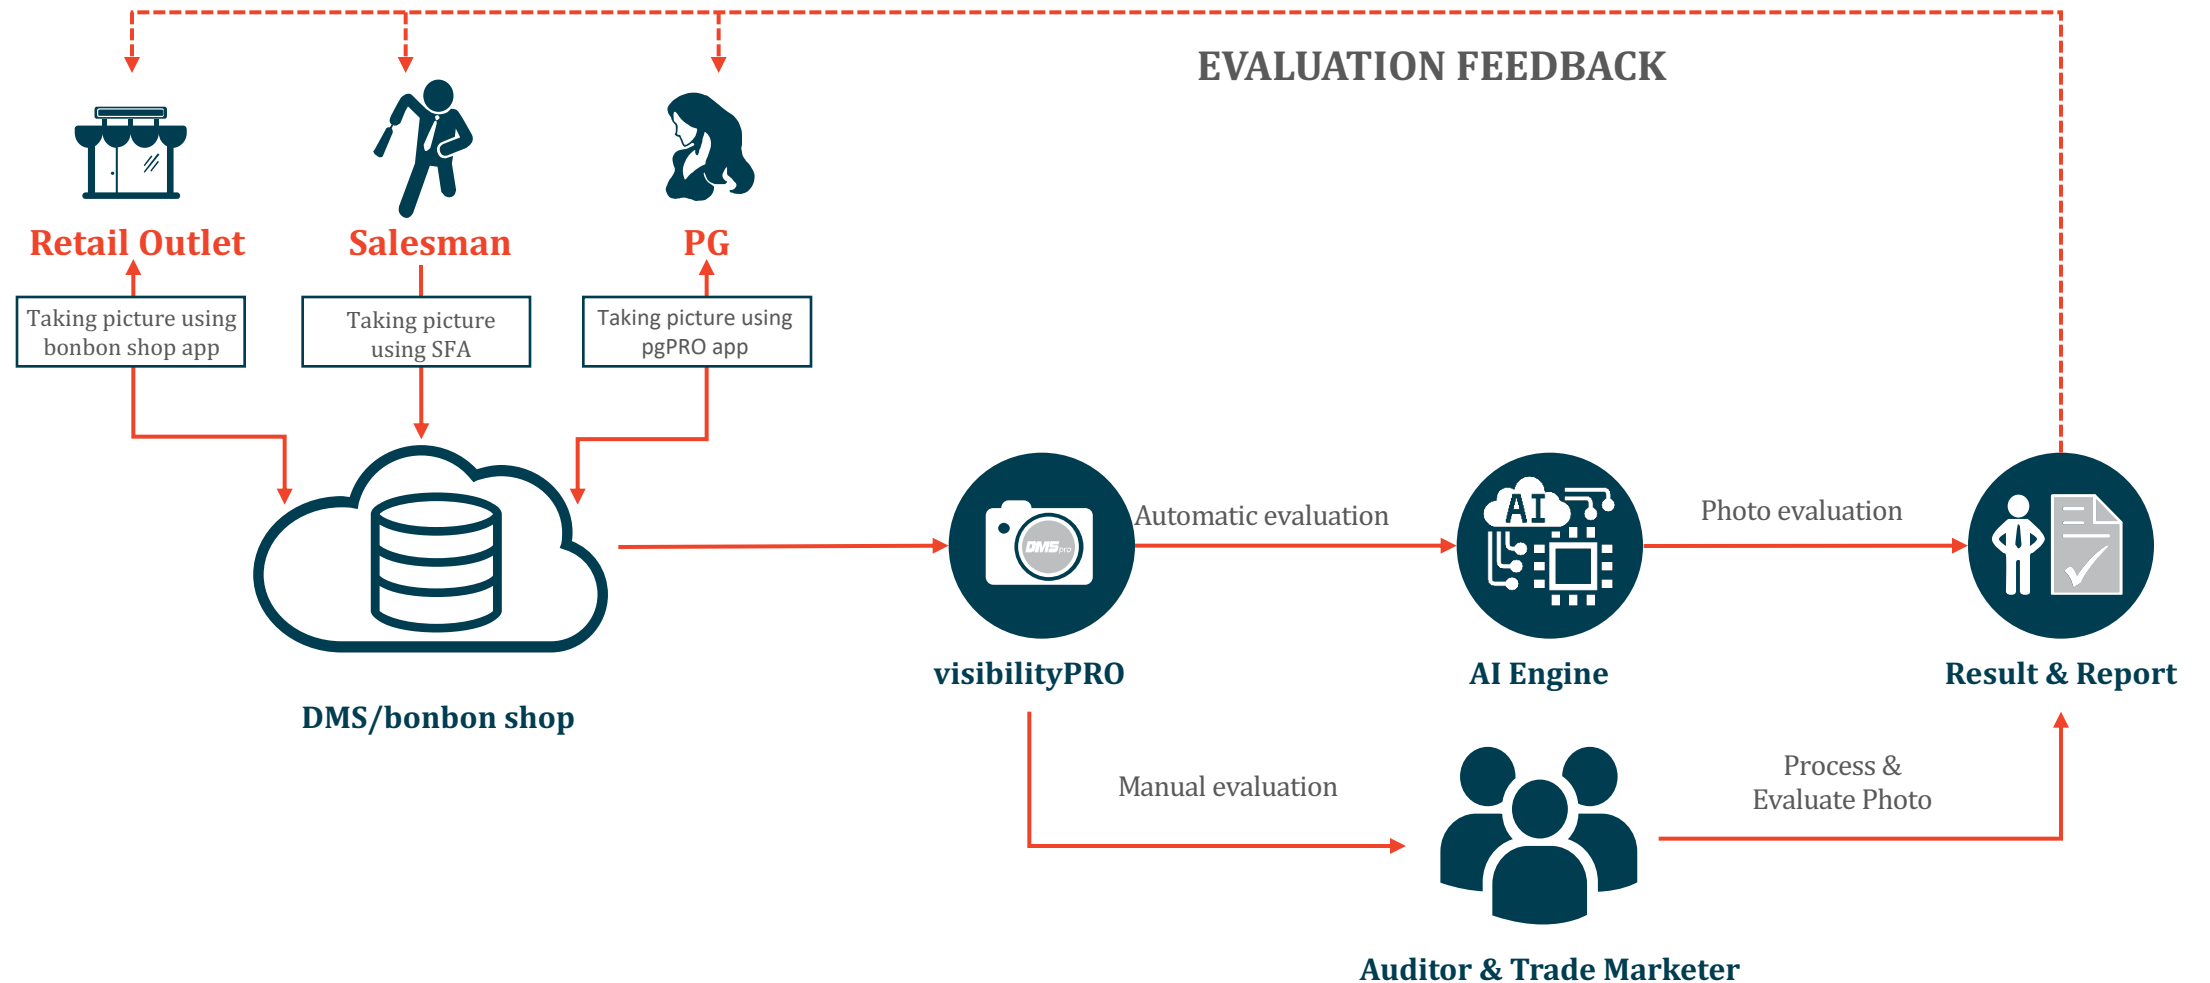 EVALUATION FEEDBACK
Retail Outlet
Salesman
PG
Taking picture using
bonbon shop app
Taking picture
using SFA
Taking picture using
pgPRO app
DMS/bonbon shop
DMSpro
visibilityPRO
Automatic evaluation
AI
AI Engine
Photo evaluation
Result & Report
Manual evaluation
Process &
Evaluate Photo
Auditor & Trade Marketer